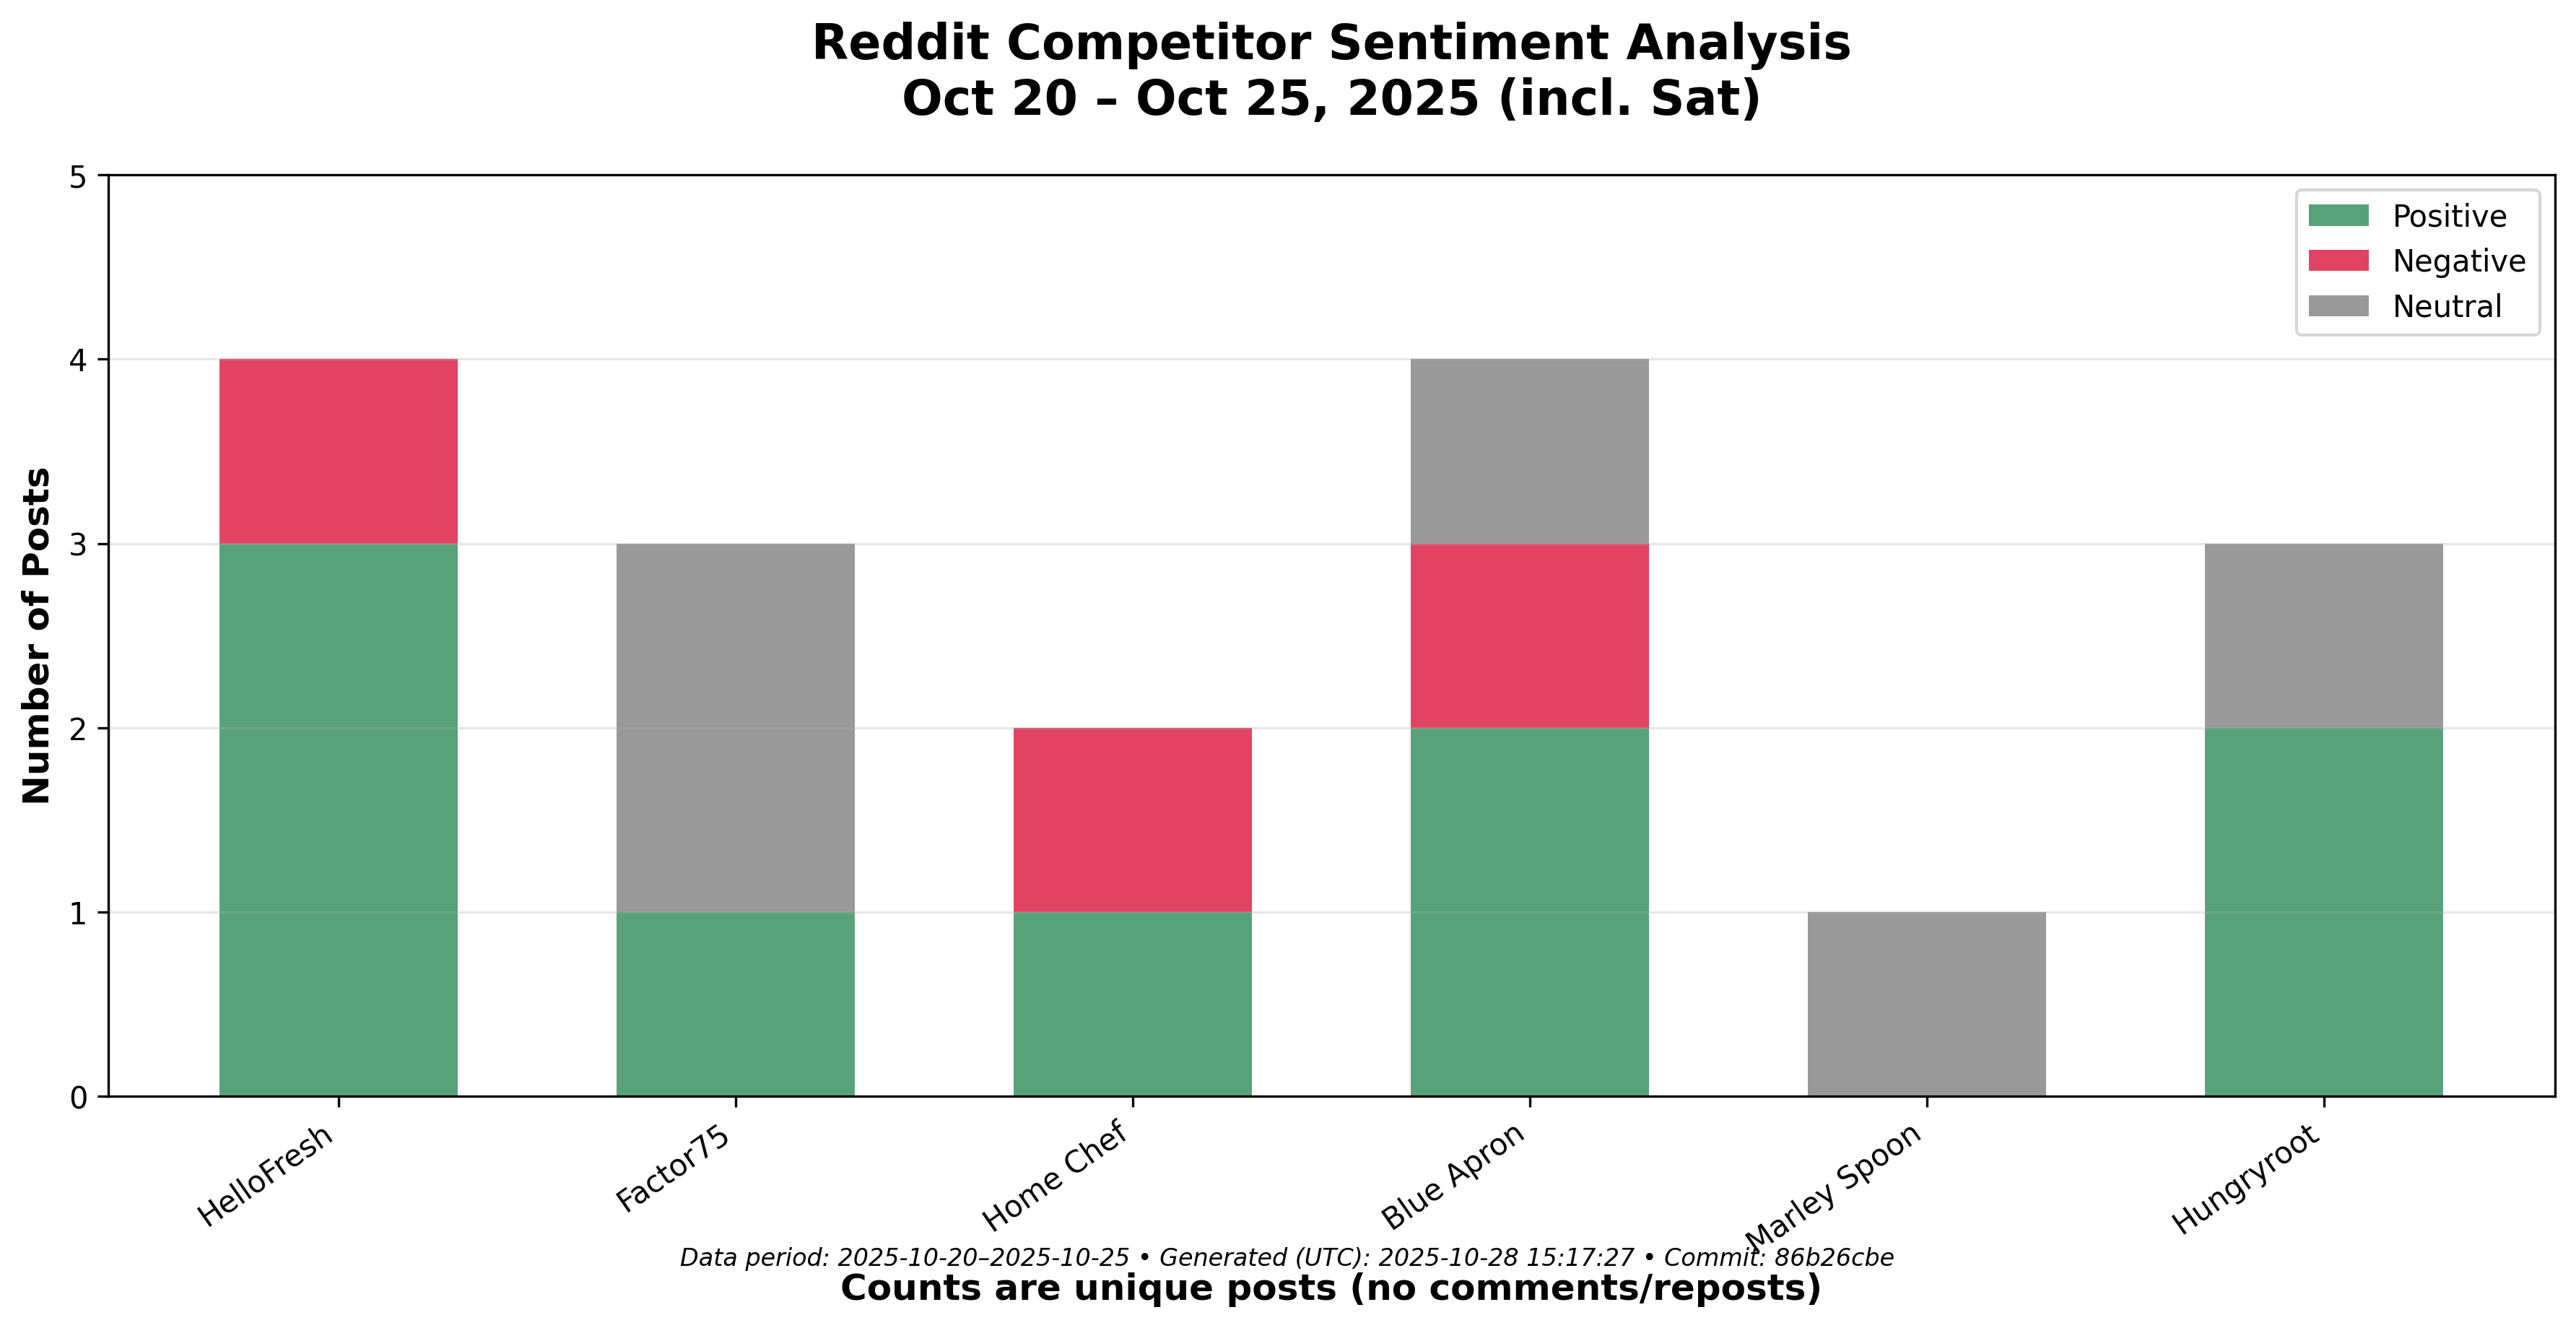 Reddit Competitor Sentiment Analysis
Oct 20 – Oct 25, 2025 (incl. Sat)
Number of Posts
5
4
3
2
1
0
Positive
Negative
Neutral
HelloFresh
Factor75
Home Chef
Blue Apron
Marley Spoon
Hungryroot
Data period: 2025-10-20–2025-10-25 • Generated (UTC): 2025-10-28 15:17:27 • Commit: 86b26cbe
Counts are unique posts (no comments/reposts)